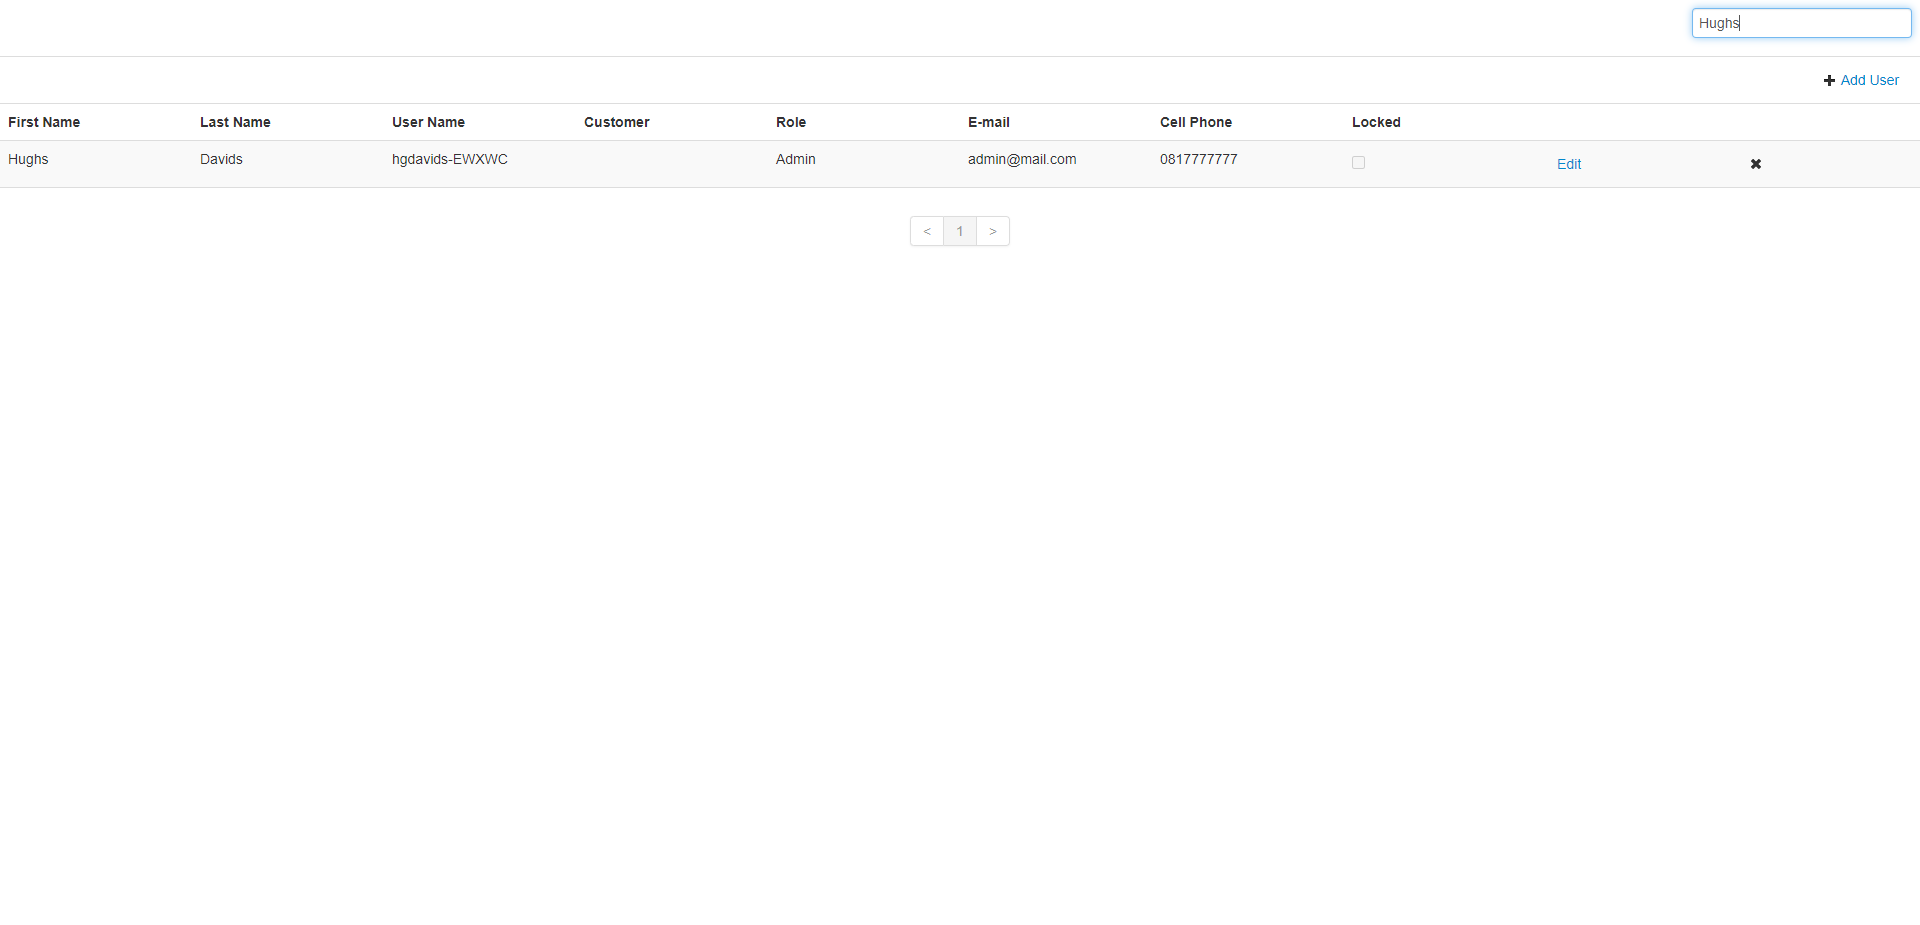 Hughs
Add User
First Name Last Name User Name Customer Role E-mail Cell Phone Locked
Hughs Davids hgdavids-EWXWC Admin admin@mail.com 0817777777 Edit
< 1 >